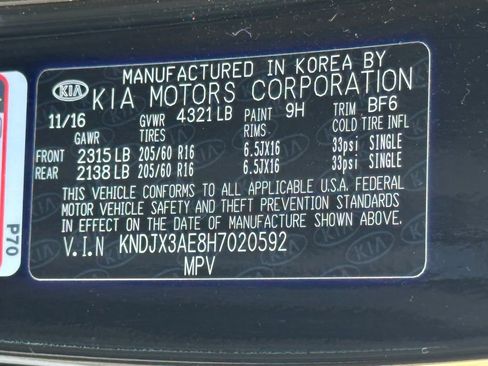 MANUFACTURED IN KOREA BY
KIA KIA MOTORS CORPORATION
11/16 GVWR 4321 LB PAINT 9H TRIM BF6
GAWR TIRES RIMS COLD TIRE INFL
FRONT 2315 LB 205/60 R16 6.5JX16 33psi SINGLE
REAR 2138 LB 205/60 R16 6.5JX16 33psi SINGLE
THIS VEHICLE CONFORMS TO ALL APPLICABLE U.S.A. FEDERAL
MOTOR VEHICLE SAFETY AND THEFT PREVENTION STANDARDS
IN EFFECT ON THE DATE OF MANUFACTURE SHOWN ABOVE.
V.I.N KNDJX3AE8H7020592
MPV
P70